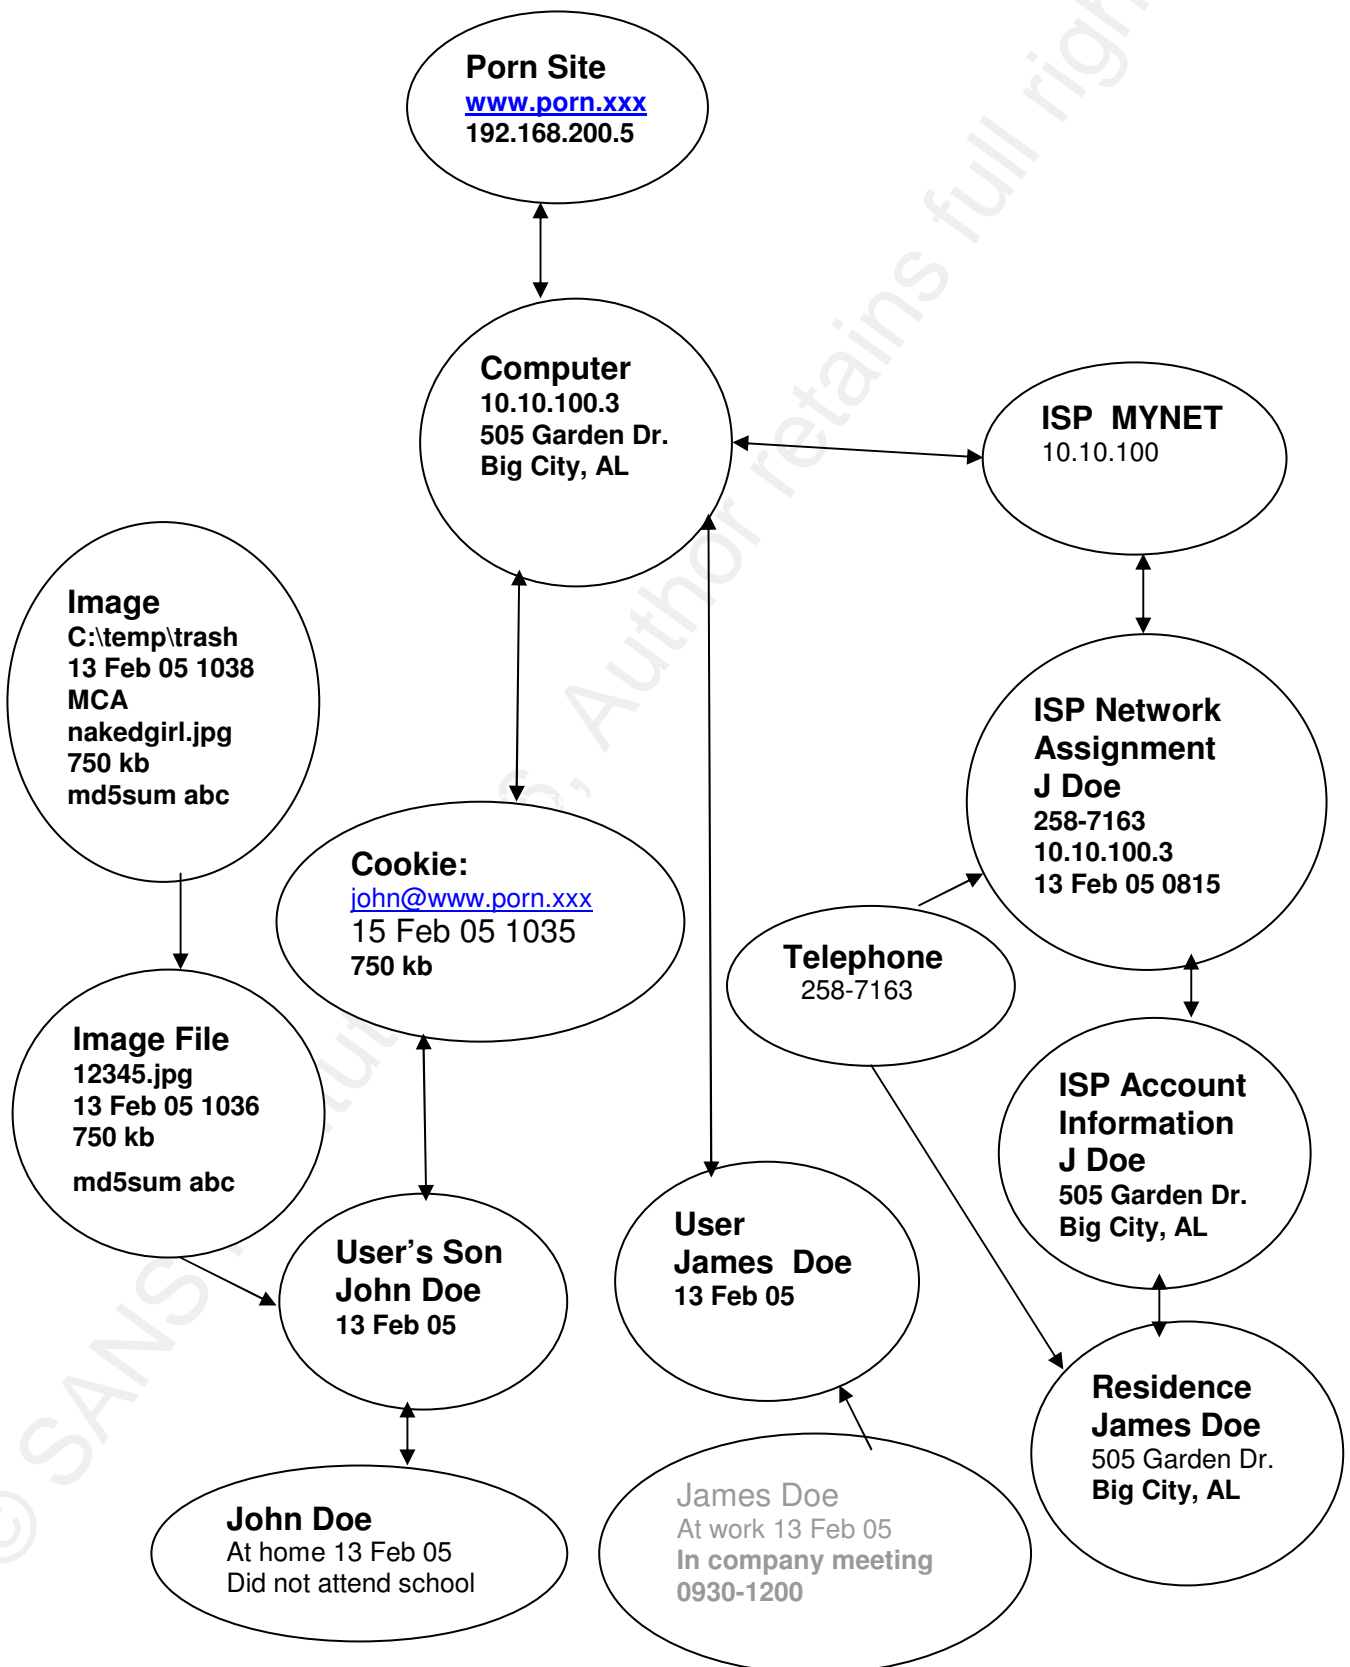 Porn Site
www.porn.xxx
192.168.200.5
Computer
10.10.100.3
505 Garden Dr.
Big City, AL
ISP MYNET
10.10.100
Image
C:\temp\trash
13 Feb 05 1038
MCA
nakedgirl.jpg
750 kb
md5sum abc
ISP Network
Assignment
J Doe
258-7163
10.10.100.3
13 Feb 05 0815
Cookie:
john@www.porn.xxx
15 Feb 05 1035
750 kb
Telephone
258-7163
Image File
12345.jpg
13 Feb 05 1036
750 kb
md5sum abc
ISP Account
Information
J Doe
505 Garden Dr.
Big City, AL
User's Son
John Doe
13 Feb 05
User
James Doe
13 Feb 05
Residence
James Doe
505 Garden Dr.
Big City, AL
John Doe
At home 13 Feb 05
Did not attend school
James Doe
At work 13 Feb 05
In company meeting
0930-1200
© SANS , Author retains full